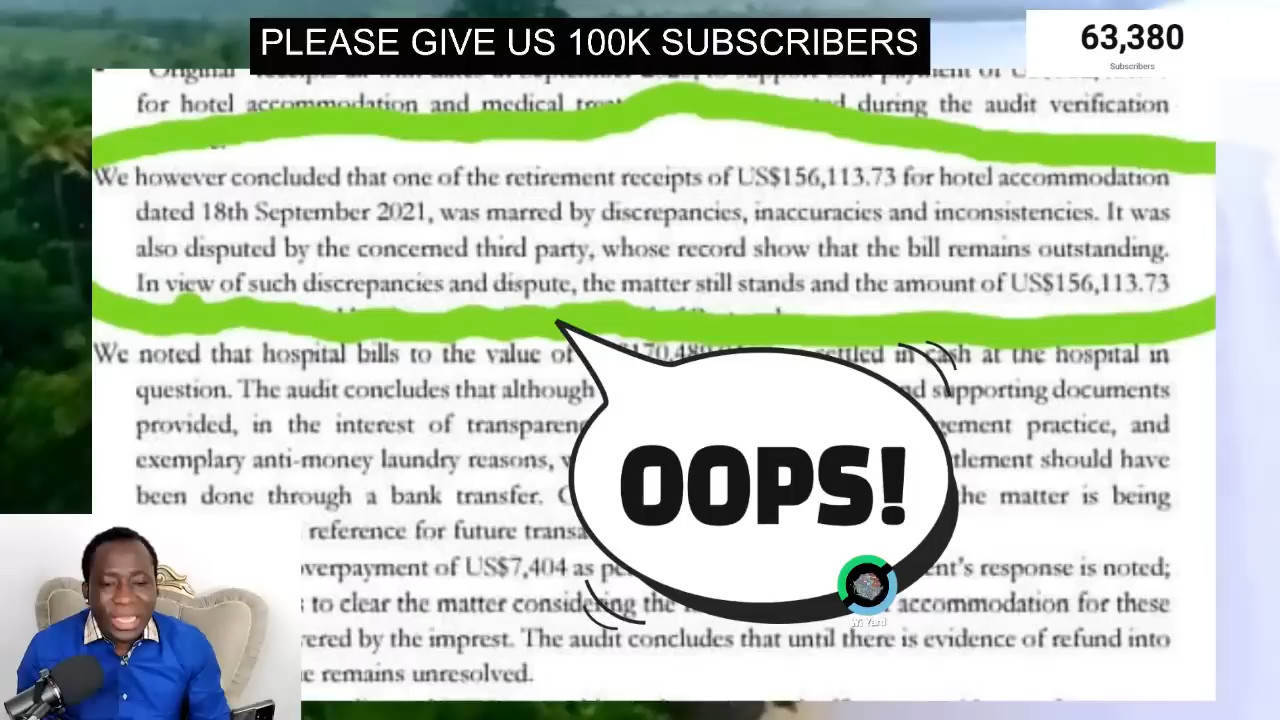 PLEASE GIVE US 100K SUBSCRIBERS
63,380
Subscribers
for hotel accommodation and medical during the audit verification
We however concluded that one of the retirement receipts of US$156,113.73 for hotel accommodation
dated 18th September 2021, was marred by discrepancies, inaccuracies and inconsistencies. It was
also disputed by the concerned third party, whose record show that the bill remains outstanding.
In view of such discrepancies and dispute, the matter still stands and the amount of US$156,113.73
We noted that hospital bills to the value of settled in cash at the hospital in
question. The audit concludes that although supporting documents
provided, in the interest of practice, and
exemplary anti-money laundry reasons, should have
been done through a bank transfer. the matter is being
reference for future
of US$7,404 as response is noted;
to clear the matter considering the accommodation for these
by the imprest. The audit concludes that until there is evidence of refund into
remains unresolved.
OOPS!
Wi Yard